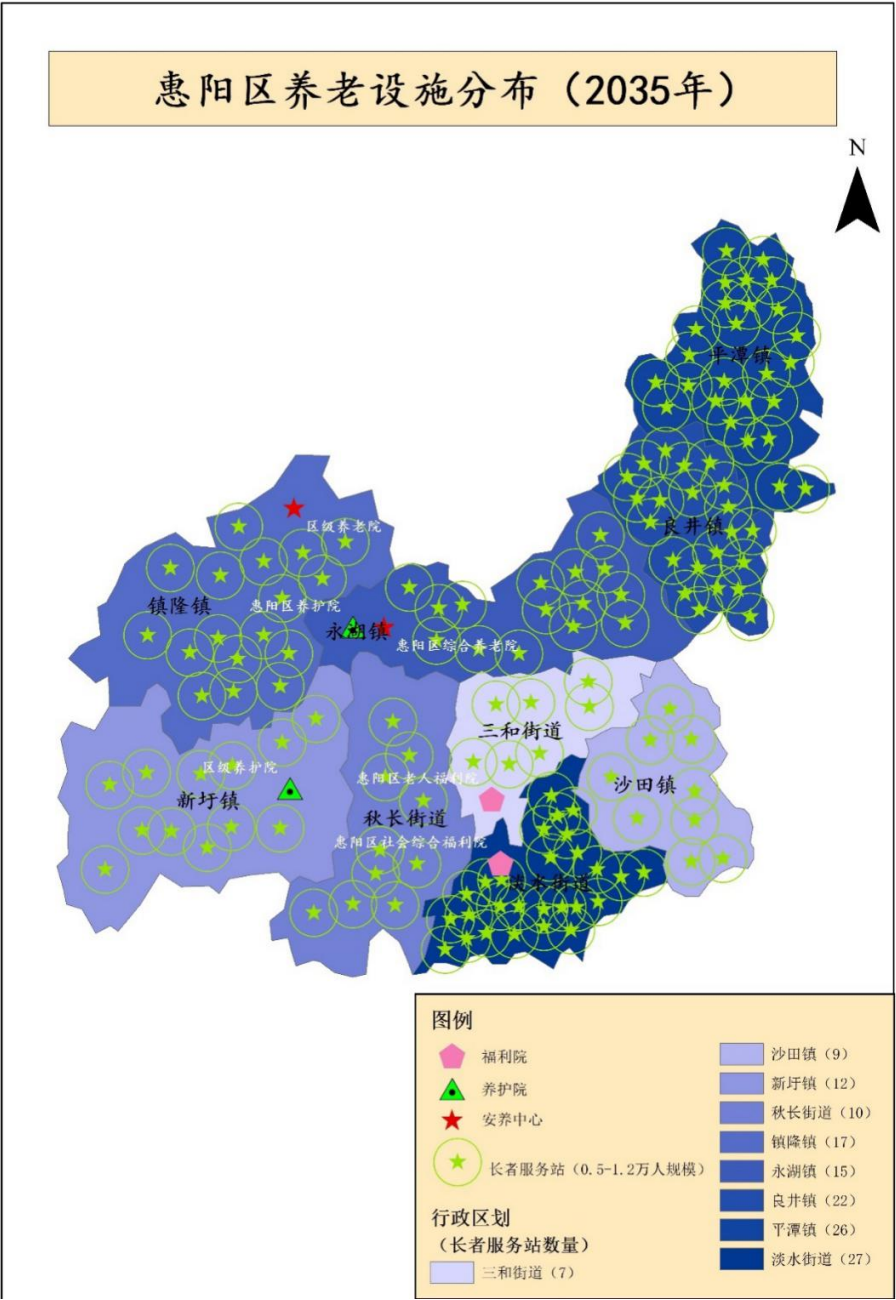 惠阳区养老设施分布（2035年）
N
平潭镇
良井镇
区级养老院
镇隆镇
惠阳区养护院
永湖镇
惠阳区综合养老院
三和街道
区级养护院
惠阳区老人福利院
沙田镇
新圩镇
秋长街道
惠阳区社会综合福利院
淡水街道
图例
福利院
养护院
安养中心
长者服务站（0.5-1.2万人规模）
行政区划
（长者服务站数量）
三和街道（7）
沙田镇（9）
新圩镇（12）
秋长街道（10）
镇隆镇（17）
永湖镇（15）
良井镇（22）
平潭镇（26）
淡水街道（27）